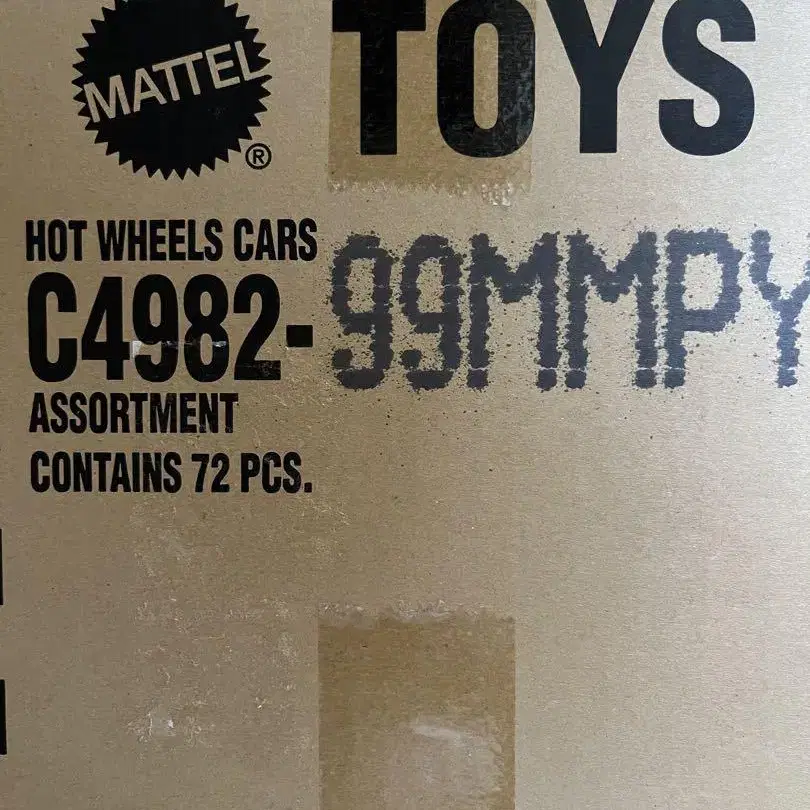 MATTEL
®
TOYS
HOT WHEELS CARS
C4982-99MMPY
ASSORTMENT
CONTAINS 72 PCS.